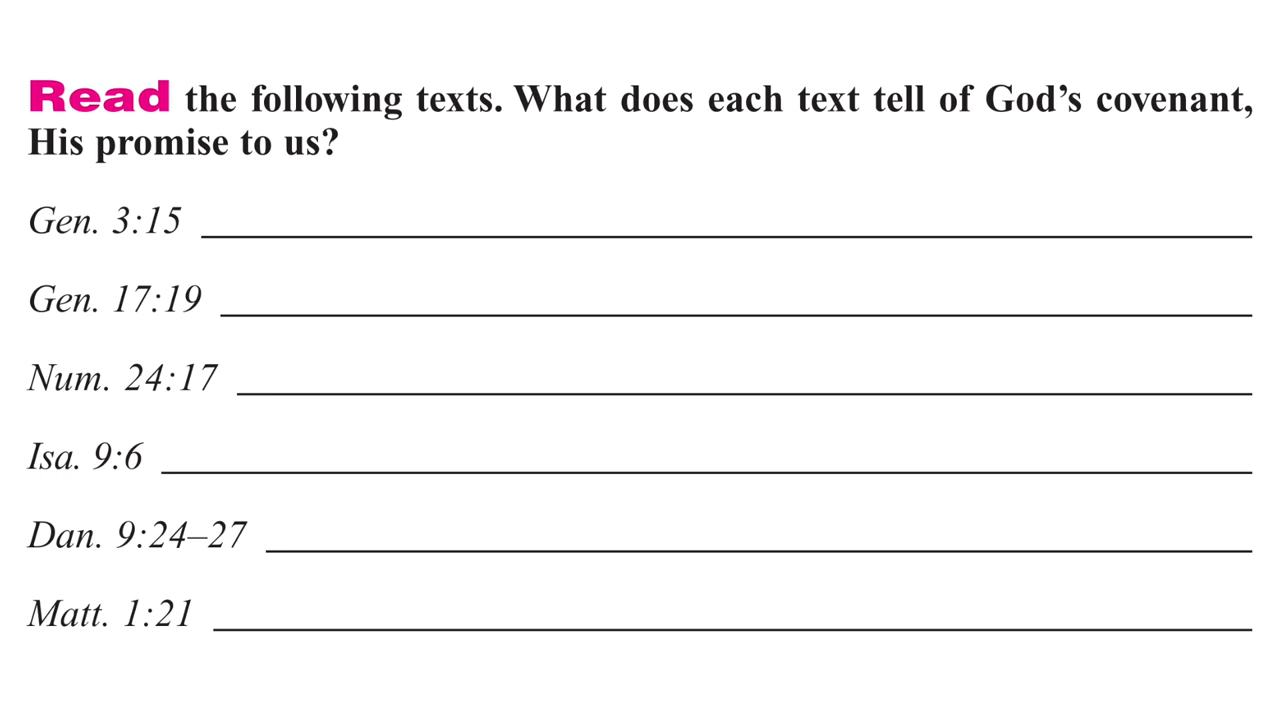 Read the following texts. What does each text tell of God’s covenant,
His promise to us?
Gen. 3:15
Gen. 17:19
Num. 24:17
Isa. 9:6
Dan. 9:24–27
Matt. 1:21